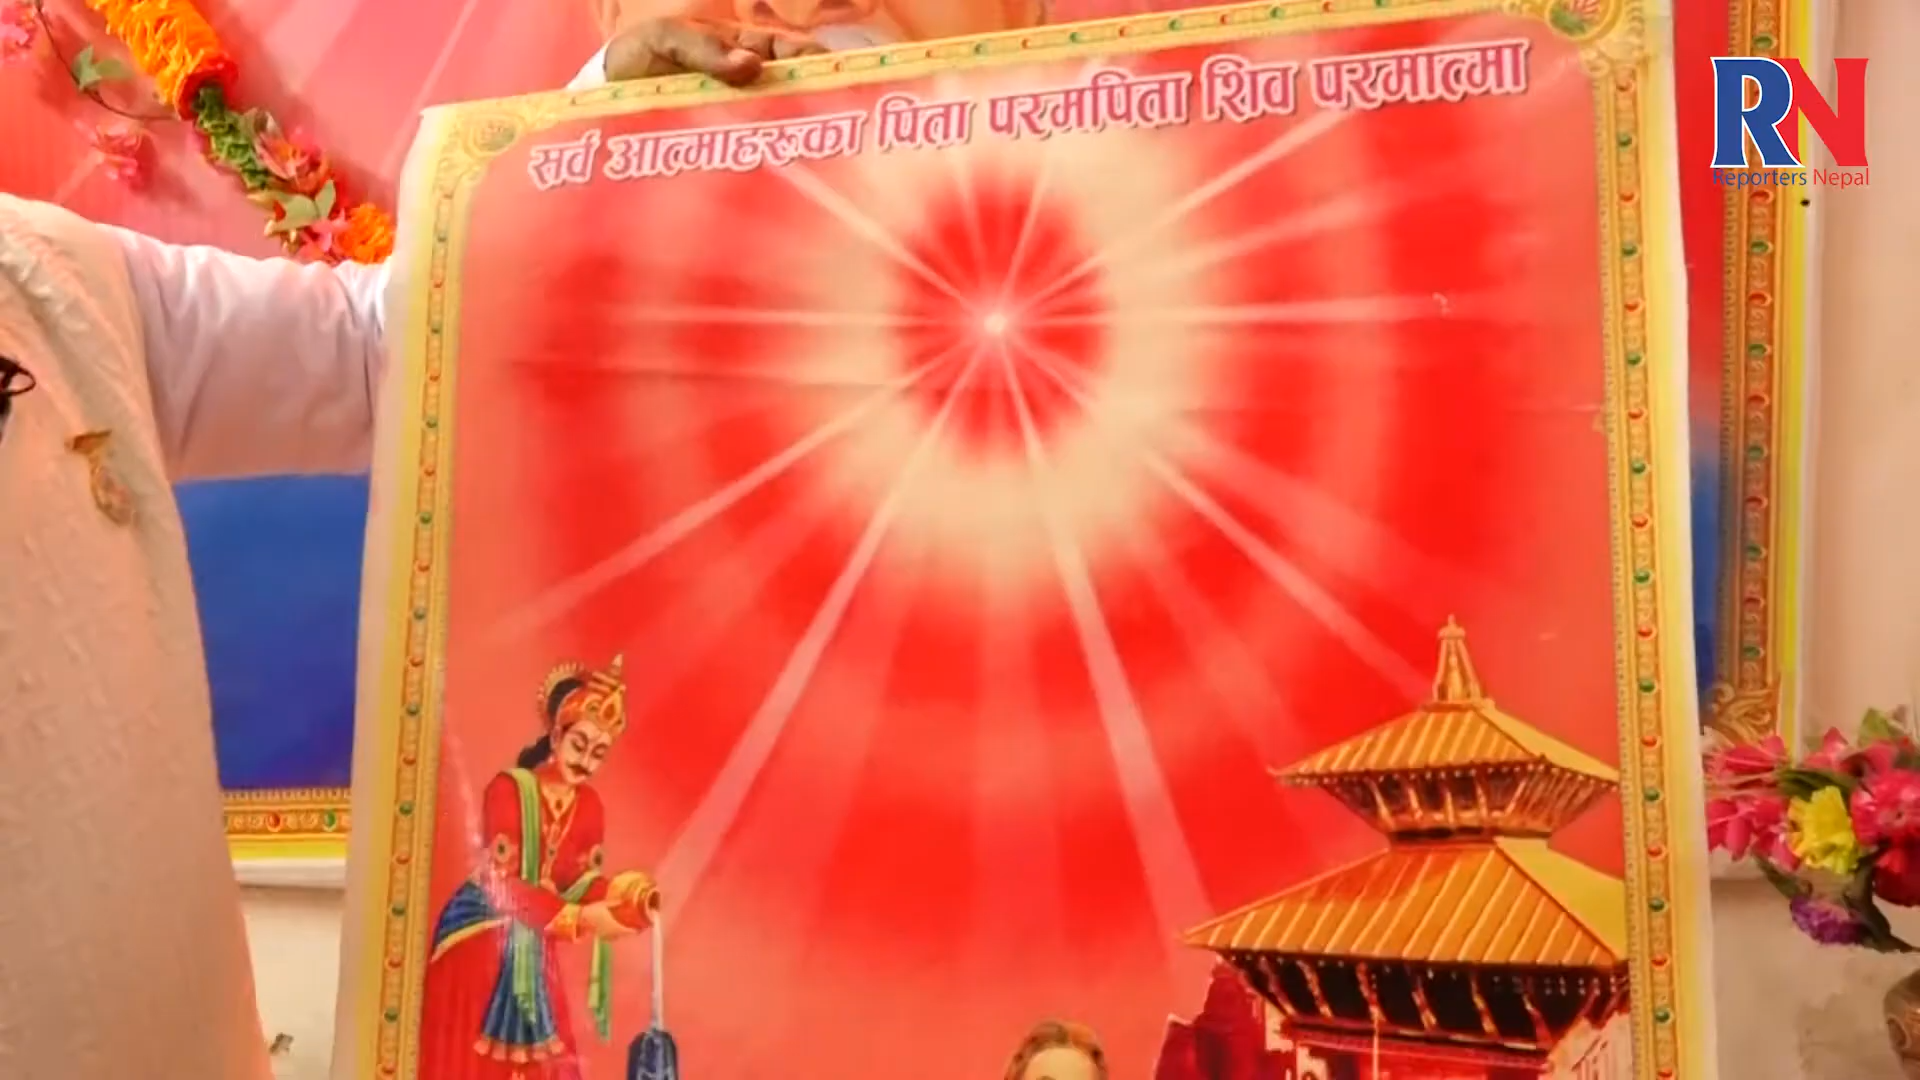 सर्व आत्माहरूका पिता परमपिता शिव परमात्मा
RN
Reporters Nepal